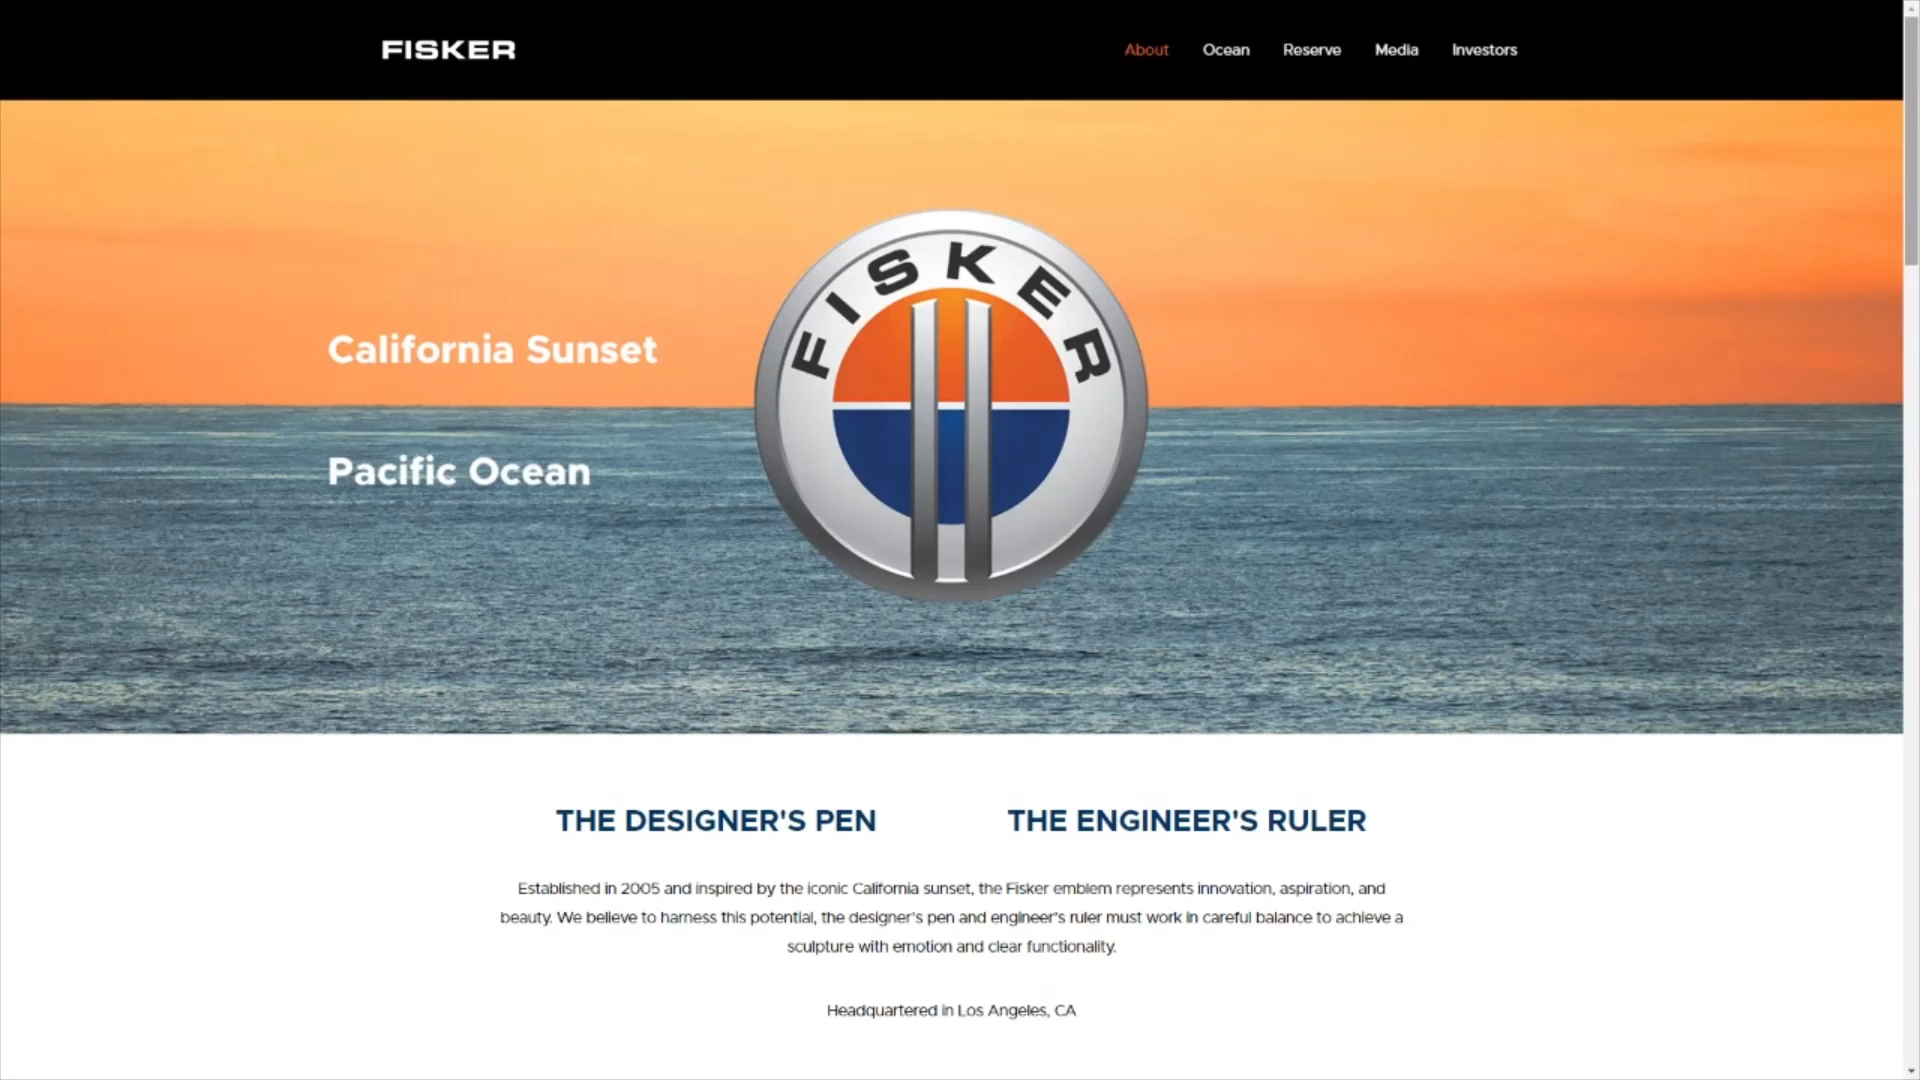 FISKER
About Ocean Reserve Media Investors
FISKER
California Sunset
Pacific Ocean
THE DESIGNER'S PEN
THE ENGINEER'S RULER
Established in 2005 and inspired by the iconic California sunset, the Fisker emblem represents innovation, aspiration, and
beauty. We believe to harness this potential, the designer's pen and engineer's ruler must work in careful balance to achieve a
sculpture with emotion and clear functionality.
Headquartered in Los Angeles, CA